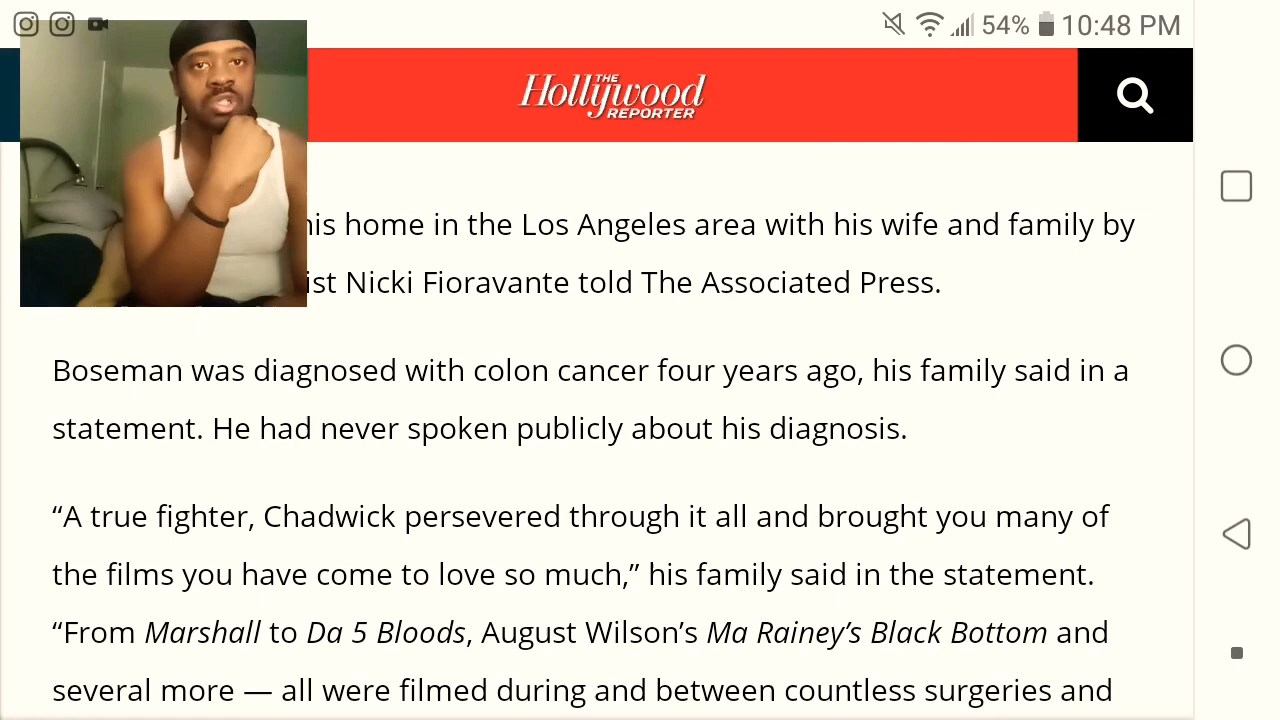 54% 10:48 PM
THE
Hollywood
REPORTER
his home in the Los Angeles area with his wife and family by
ist Nicki Fioravante told The Associated Press.
Boseman was diagnosed with colon cancer four years ago, his family said in a
statement. He had never spoken publicly about his diagnosis.
“A true fighter, Chadwick persevered through it all and brought you many of
the films you have come to love so much,” his family said in the statement.
“From Marshall to Da 5 Bloods, August Wilson’s Ma Rainey’s Black Bottom and
several more — all were filmed during and between countless surgeries and